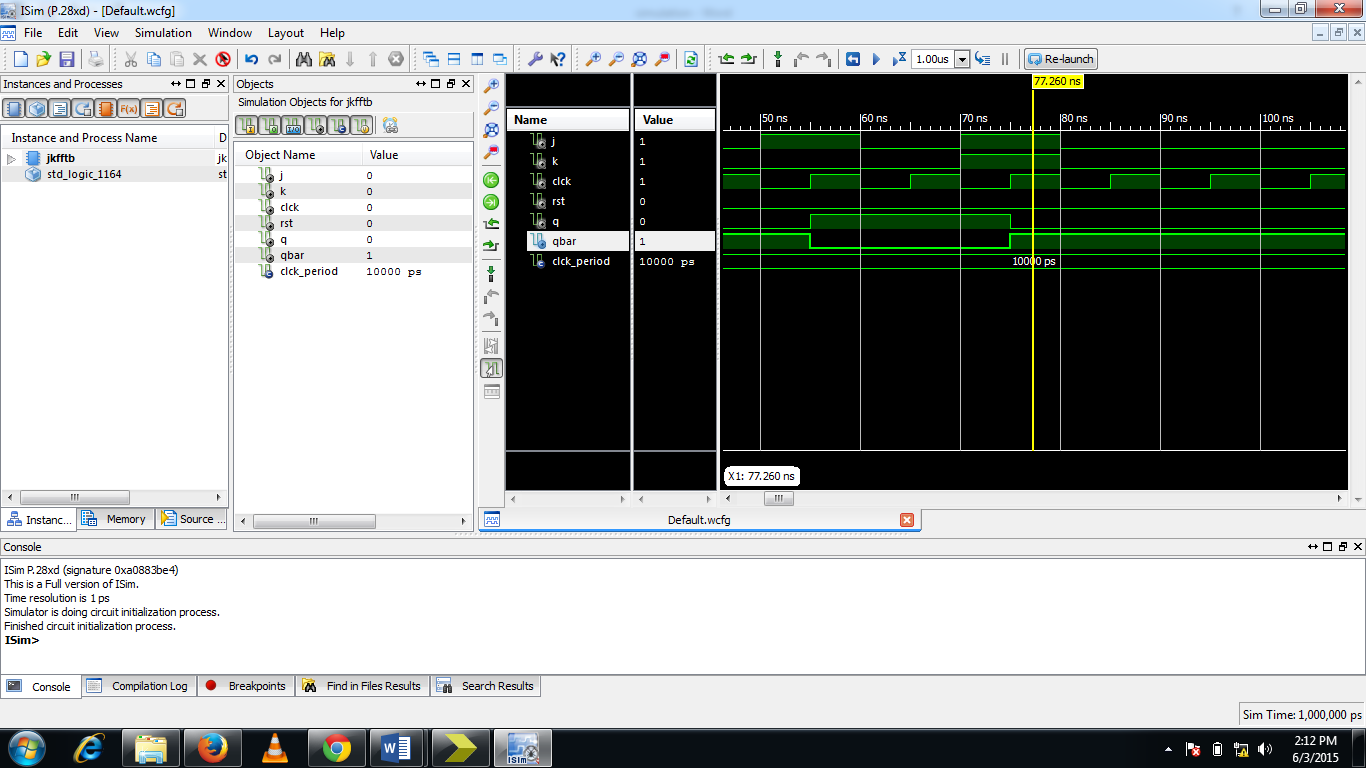 ISim (P.28xd) - [Default.wcfg]
File Edit View Simulation Window Layout Help
1.00us Re-launch
Instances and Processes
Instance and Process Name D
jkfftb jk
std_logic_1164 st
Instanc... Memory Source ...
Objects
Simulation Objects for jkfftb
Object Name Value
j 0
k 0
clck 0
rst 0
q 0
qbar 1
clck_period 10000 ps
Name Value
j 1
k 1
clck 1
rst 0
q 0
qbar 1
clck_period 10000 ps
77.260 ns
50 ns 60 ns 70 ns 80 ns 90 ns 100 ns
10000 ps
X1: 77.260 ns
Default.wcfg
Console
ISim P.28xd (signature 0xa0883be4)
This is a Full version of ISim.
Time resolution is 1 ps
Simulator is doing circuit initialization process.
Finished circuit initialization process.
ISim>
Console Compilation Log Breakpoints Find in Files Results Search Results
Sim Time: 1,000,000 ps
2:12 PM
6/3/2015